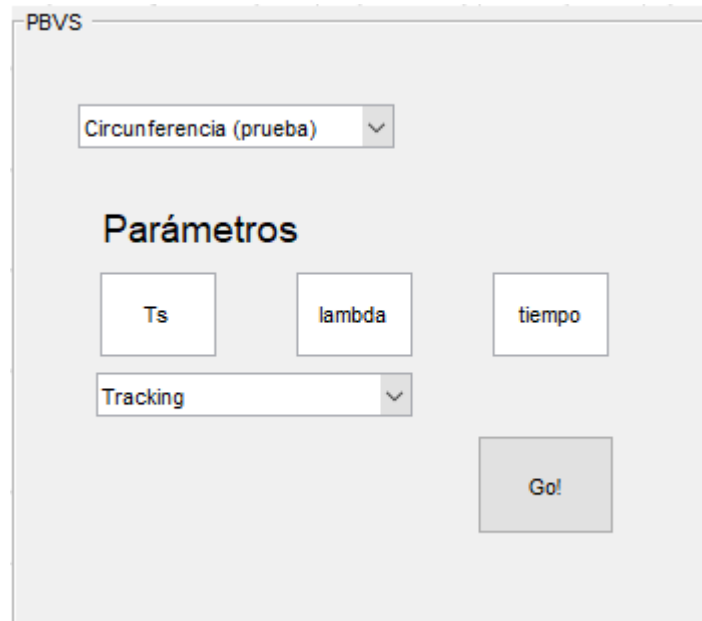 PBVS
Circunferencia (prueba)
Parámetros
Ts lambda tiempo
Tracking
Go!